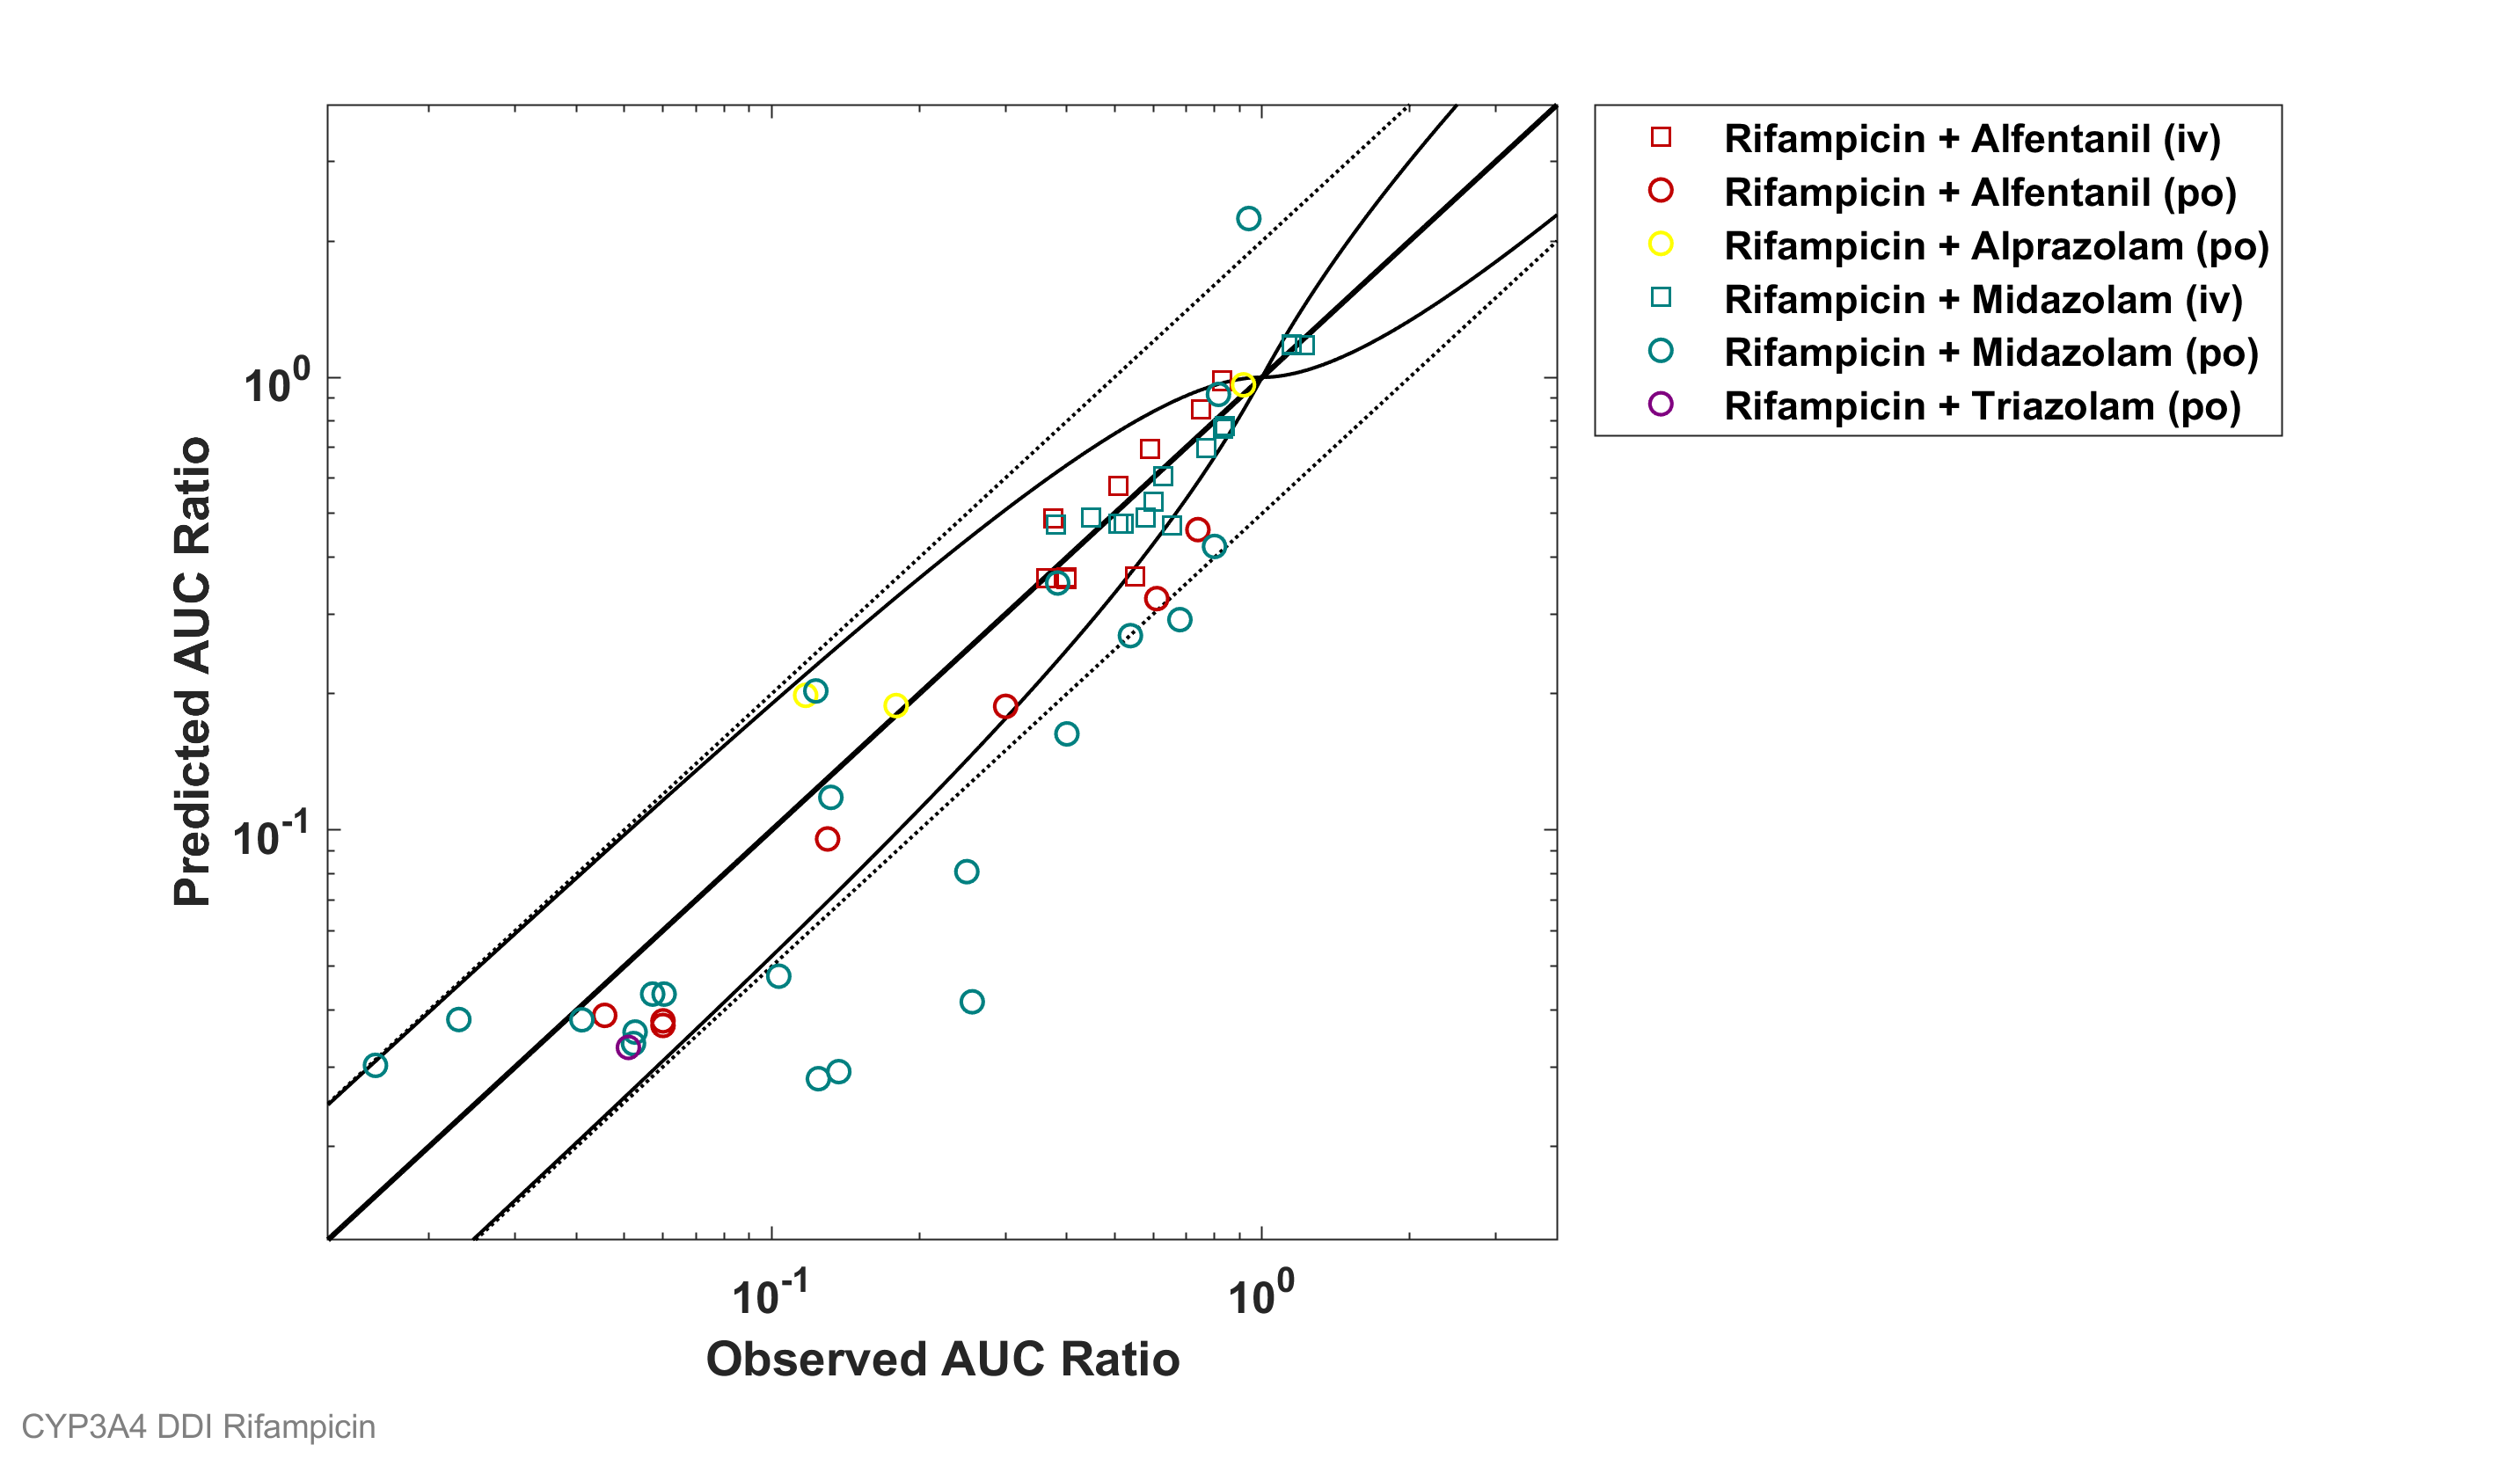 Rifampicin + Alfentanil (iv)
Rifampicin + Alfentanil (po)
Rifampicin + Alprazolam (po)
Rifampicin + Midazolam (iv)
Rifampicin + Midazolam (po)
Rifampicin + Triazolam (po)
Predicted AUC Ratio
10^0
10^-1
10^-1 10^0
Observed AUC Ratio
CYP3A4 DDI Rifampicin